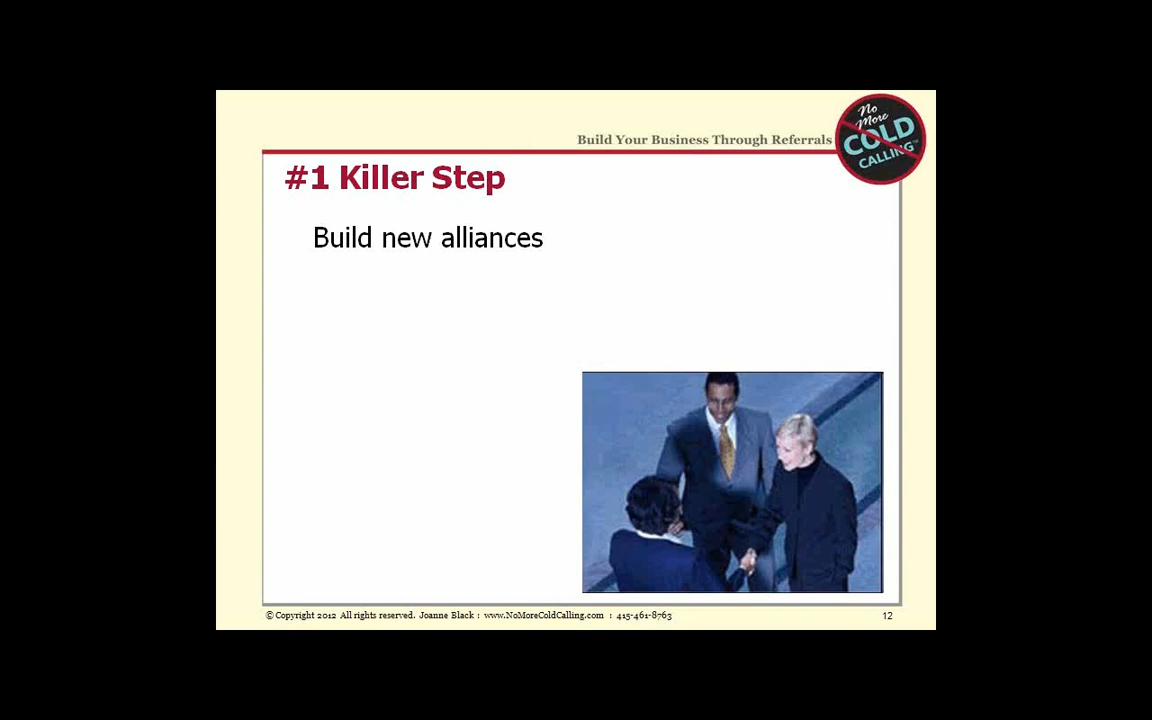 Build Your Business Through Referrals
No
More
COLD
CALLING™
#1 Killer Step
Build new alliances
© Copyright 2012 All rights reserved. Joanne Black : www.NoMoreColdCalling.com : 415-461-8763
12